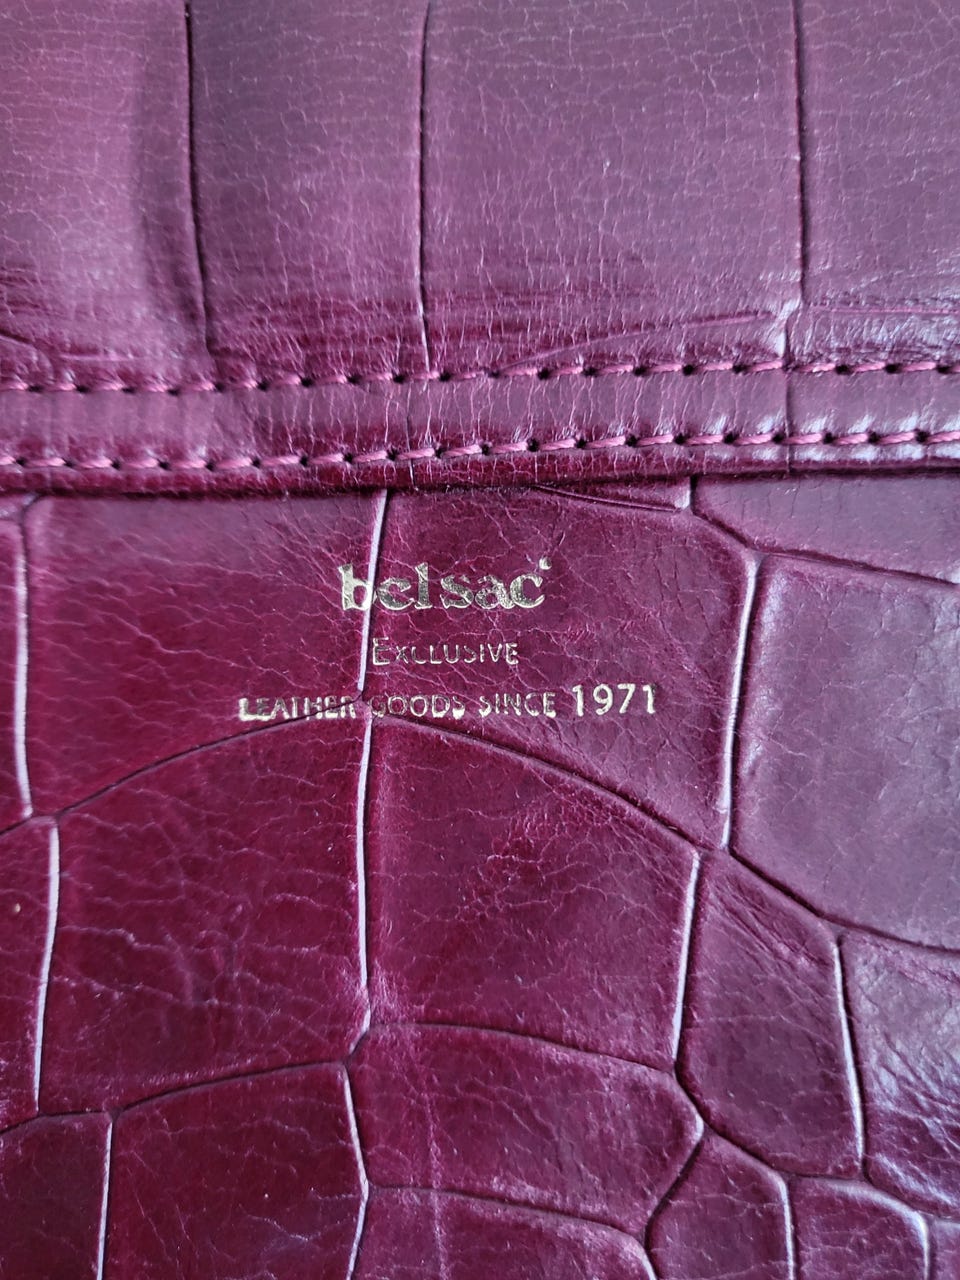 belsac
EXCLUSIVE
LEATHER GOODS SINCE 1971